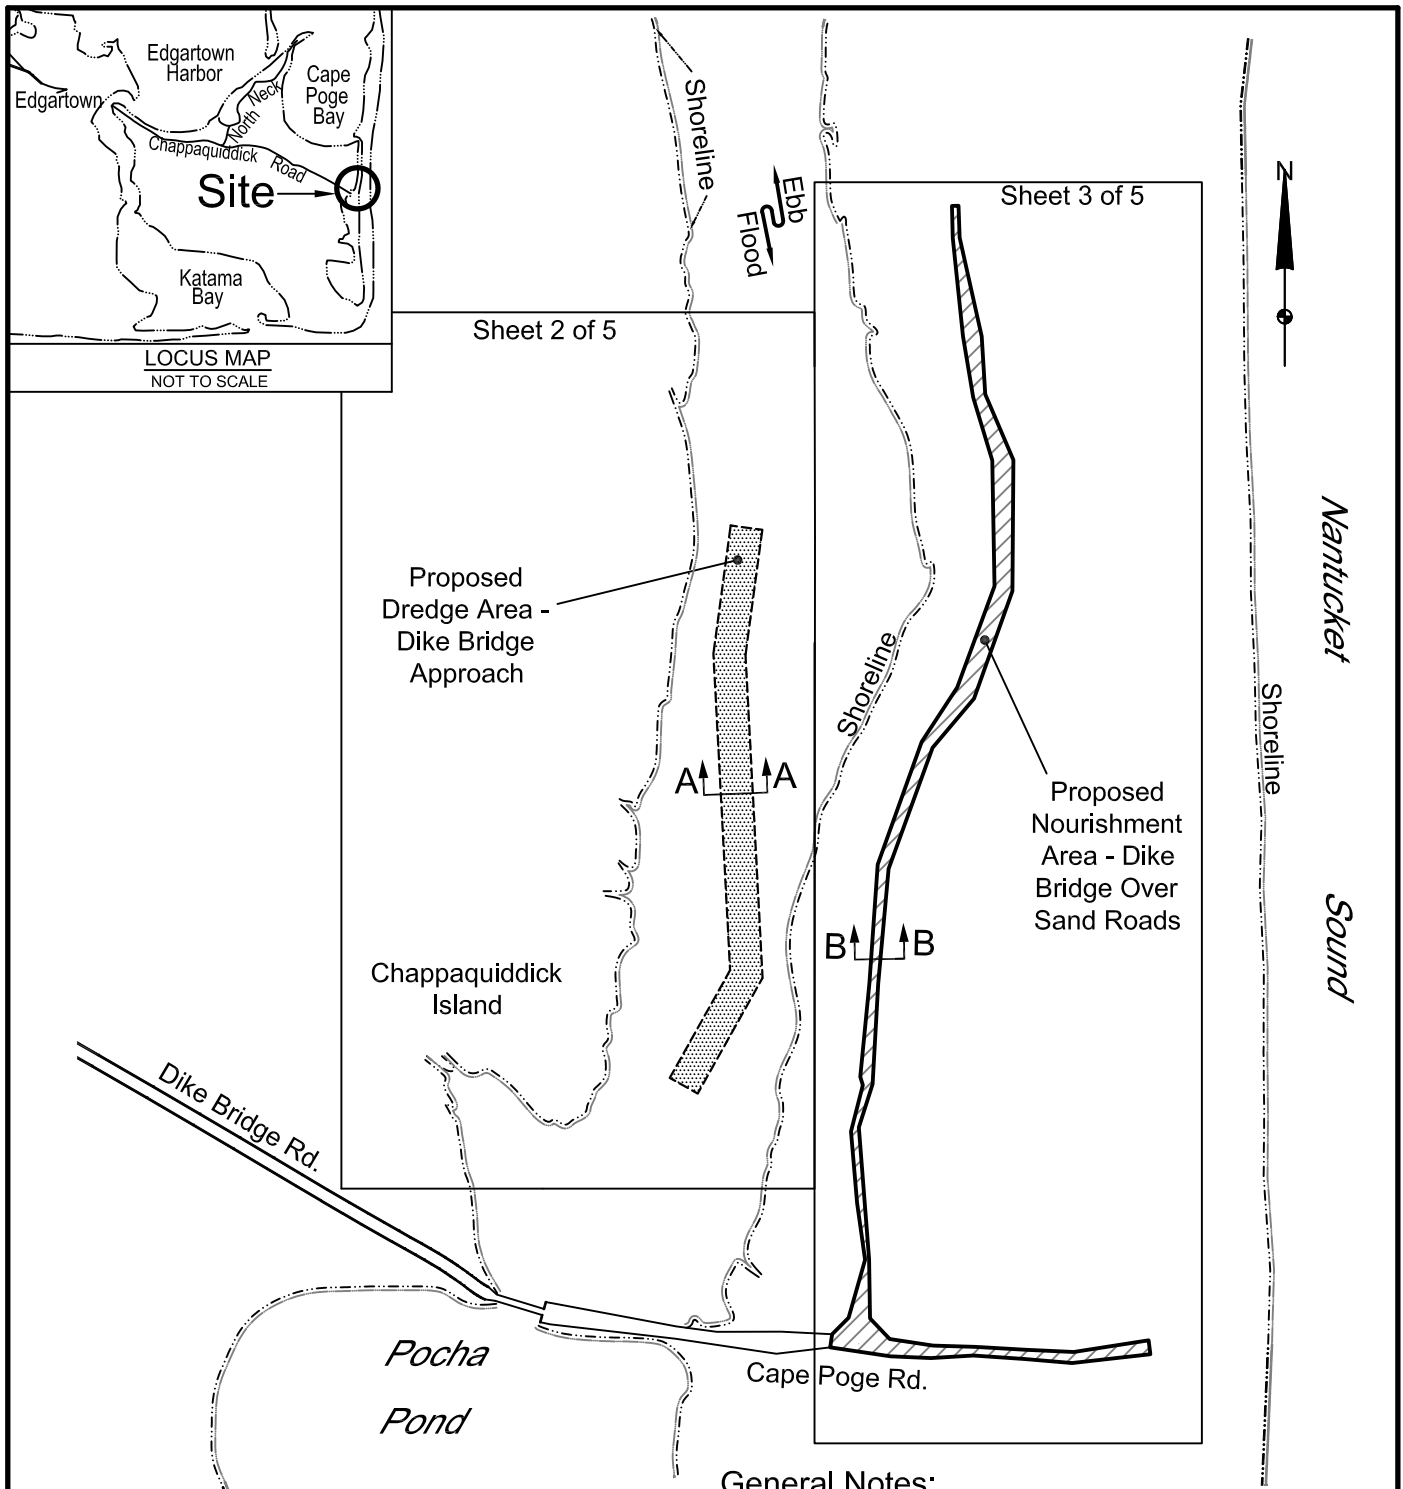 Edgartown
Harbor
Cape
Poge
Bay
Edgartown
North Neck
Chappaquiddick Road
Site
Katama
Bay
LOCUS MAP
NOT TO SCALE
Shoreline
Ebb
Flood
Sheet 3 of 5
N
Sheet 2 of 5
Nantucket
Sound
Proposed
Dredge Area -
Dike Bridge
Approach
Shoreline
Shoreline
A
A
Proposed
Nourishment
Area - Dike
Bridge Over
Sand Roads
B
B
Chappaquiddick
Island
Dike Bridge Rd.
Pocha
Pond
Cape Poge Rd.
General Notes: